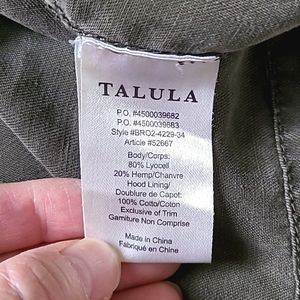 TALULA
P.O. #4500039682
P.O. #4500039683
Style #BRO2-4229-34
Article #52667
Body/Corps:
80% Lyocell
20% Hemp/Chanvre
Hood Lining/
Doublure de Capot:
100% Cotton/Coton
Exclusive of Trim
Garniture Non Comprise
Made in China
Fabriqué en Chine